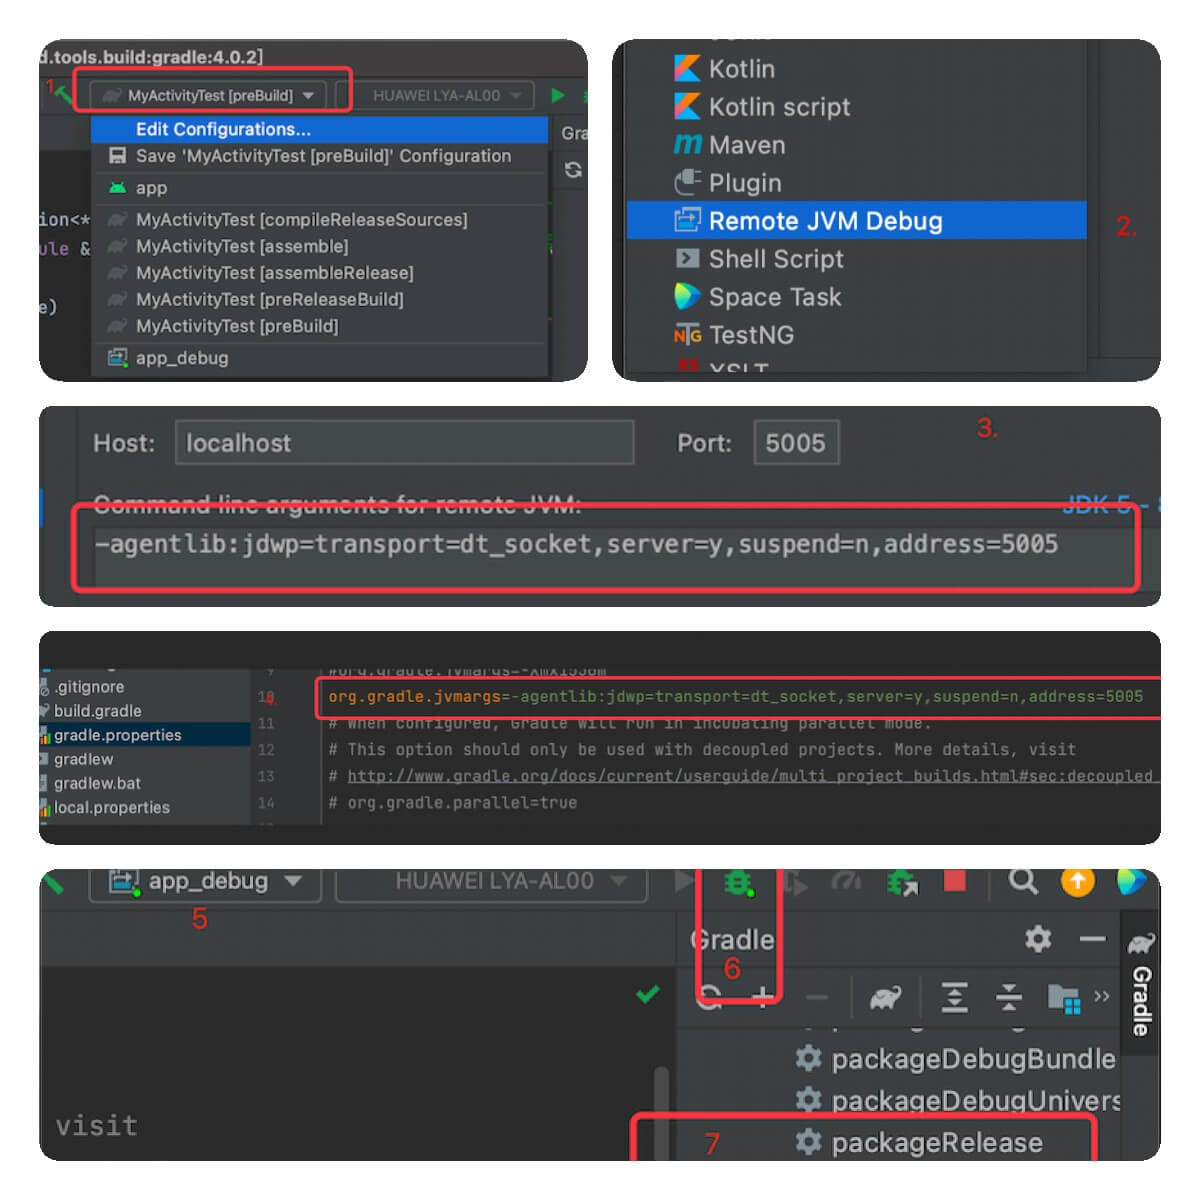 d.tools.build:gradle:4.0.2]
1
MyActivityTest [preBuild]
HUAWEI LYA-AL00
Edit Configurations...
Gra
Save 'MyActivityTest [preBuild]' Configuration
app
ion<*
MyActivityTest [compileReleaseSources]
ule &
MyActivityTest [assemble]
MyActivityTest [assembleRelease]
e)
MyActivityTest [preReleaseBuild]
MyActivityTest [preBuild]
app_debug
Kotlin
Kotlin script
Maven
Plugin
Remote JVM Debug
2.
Shell Script
Space Task
TestNG
XSLT
Host:
localhost
Port:
5005
3.
Command line arguments for remote JVM:
JDK 5 - 8
-agentlib:jdwp=transport=dt_socket,server=y,suspend=n,address=5005
.gitignore
build.gradle
gradle.properties
gradlew
gradlew.bat
local.properties
9 #org.gradle.jvmargs=-Xmx1536m
10 org.gradle.jvmargs=-agentlib:jdwp=transport=dt_socket,server=y,suspend=n,address=5005
11 # When configured, Gradle will run in incubating parallel mode.
12 # This option should only be used with decoupled projects. More details, visit
13 # http://www.gradle.org/docs/current/userguide/multi_project_builds.html#sec:decoupled_
14 # org.gradle.parallel=true
app_debug
HUAWEI LYA-AL00
5
Gradle
6
Gradle
packageDebugBundle
packageDebugUnivers
visit
7
packageRelease